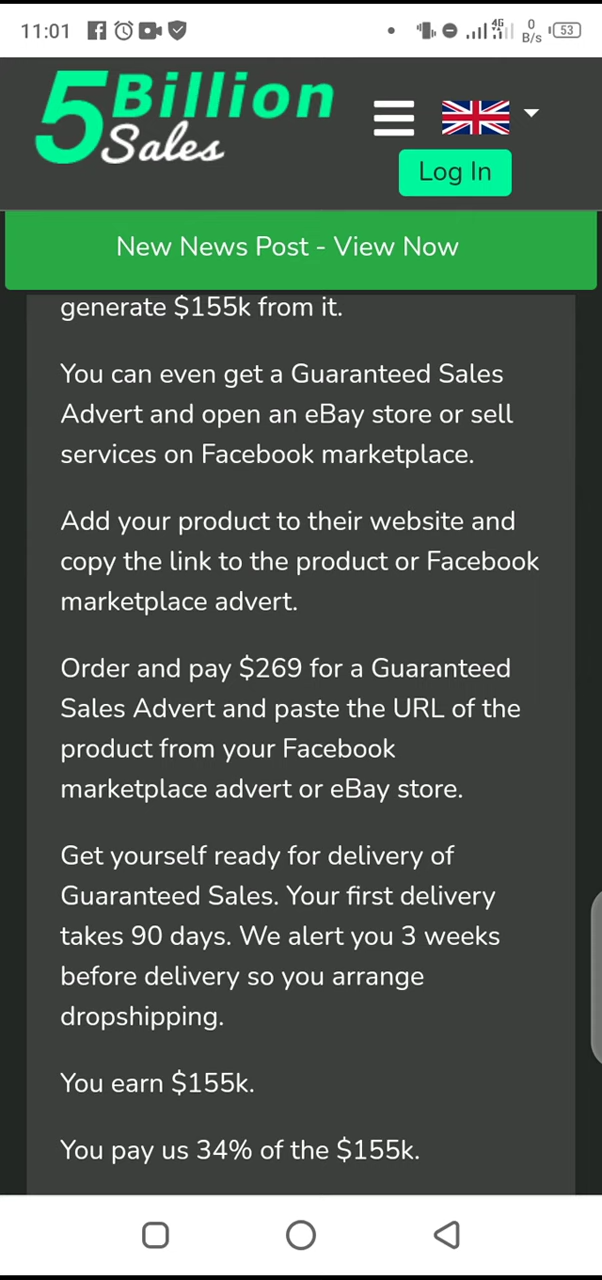 11:01
4G
0
B/s
53
5 Billion
Sales
Log In
New News Post - View Now
generate $155k from it.
You can even get a Guaranteed Sales
Advert and open an eBay store or sell
services on Facebook marketplace.
Add your product to their website and
copy the link to the product or Facebook
marketplace advert.
Order and pay $269 for a Guaranteed
Sales Advert and paste the URL of the
product from your Facebook
marketplace advert or eBay store.
Get yourself ready for delivery of
Guaranteed Sales. Your first delivery
takes 90 days. We alert you 3 weeks
before delivery so you arrange
dropshipping.
You earn $155k.
You pay us 34% of the $155k.